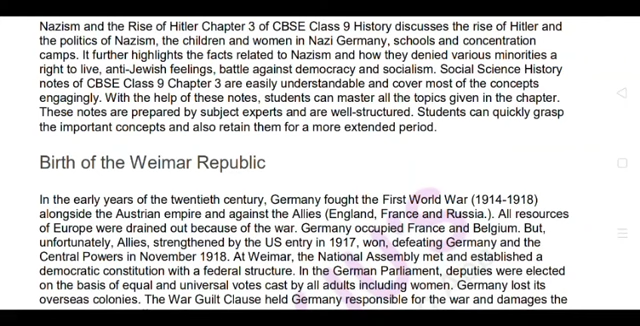 Nazism and the Rise of Hitler Chapter 3 of CBSE Class 9 History discusses the rise of Hitler and
the politics of Nazism, the children and women in Nazi Germany, schools and concentration
camps. It further highlights the facts related to Nazism and how they denied various minorities a
right to live, anti-Jewish feelings, battle against democracy and socialism. Social Science History
notes of CBSE Class 9 Chapter 3 are easily understandable and cover most of the concepts
engagingly. With the help of these notes, students can master all the topics given in the chapter.
These notes are prepared by subject experts and are well-structured. Students can quickly grasp
the important concepts and also retain them for a more extended period.
Birth of the Weimar Republic
In the early years of the twentieth century, Germany fought the First World War (1914-1918)
alongside the Austrian empire and against the Allies (England, France and Russia.). All resources
of Europe were drained out because of the war. Germany occupied France and Belgium. But,
unfortunately, Allies, strengthened by the US entry in 1917, won, defeating Germany and the
Central Powers in November 1918. At Weimar, the National Assembly met and established a
democratic constitution with a federal structure. In the German Parliament, deputies were elected
on the basis of equal and universal votes cast by all adults including women. Germany lost its
overseas colonies. The War Guilt Clause held Germany responsible for the war and damages the